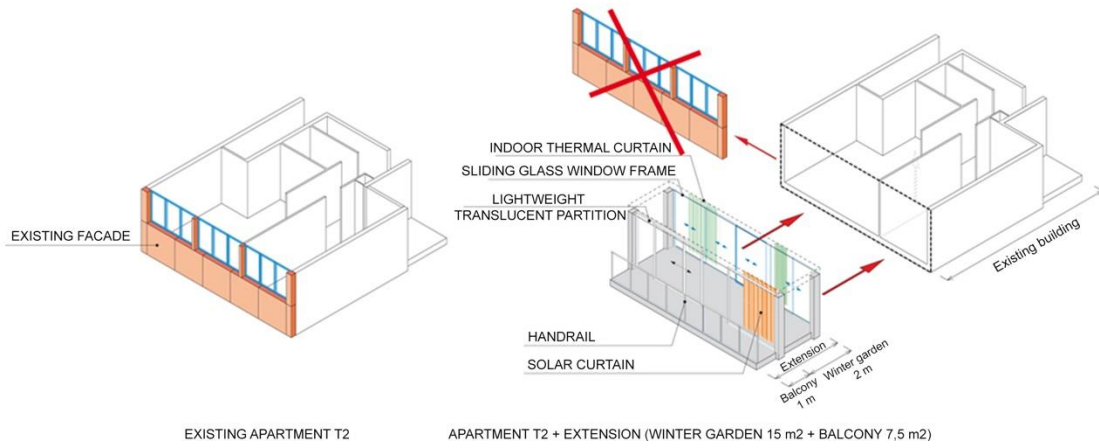 EXISTING FACADE
INDOOR THERMAL CURTAIN
SLIDING GLASS WINDOW FRAME
LIGHTWEIGHT
TRANSLUCENT PARTITION
HANDRAIL
SOLAR CURTAIN
Existing building
Extension
Balcony
1 m
Winter garden
2 m
EXISTING APARTMENT T2
APARTMENT T2 + EXTENSION (WINTER GARDEN 15 m2 + BALCONY 7,5 m2)